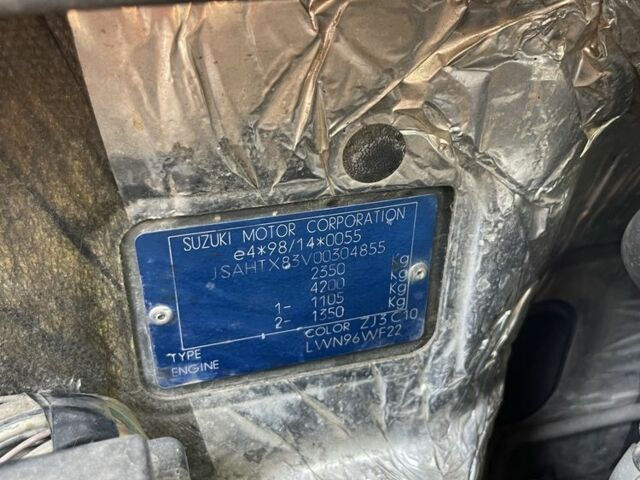 SUZUKI MOTOR CORPORATION
e4*98/14*0055
JSAHTX83V00304855
2350 Kg
4200 Kg
1- 1105 Kg
2- 1350 Kg
TYPE COLOR ZJ3 C10
ENGINE LWN96WF22